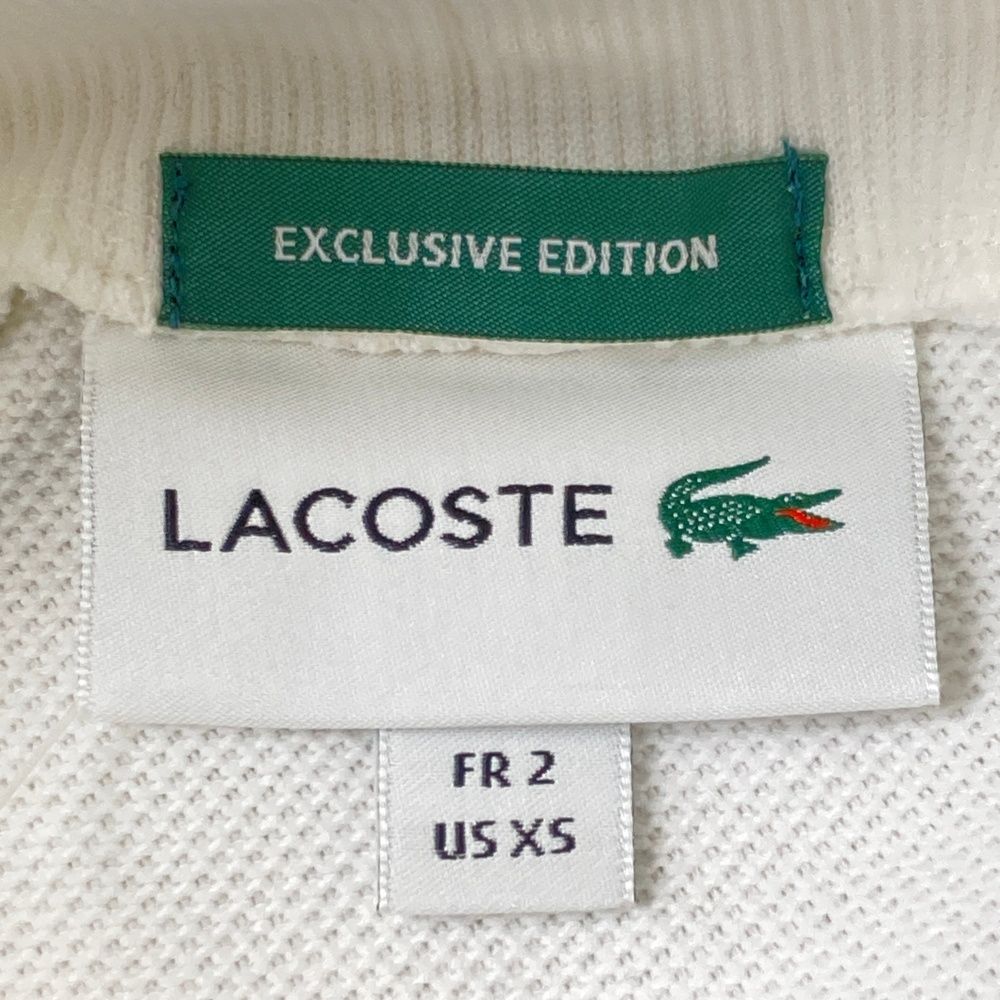 EXCLUSIVE EDITION
LACOSTE
FR 2
US XS